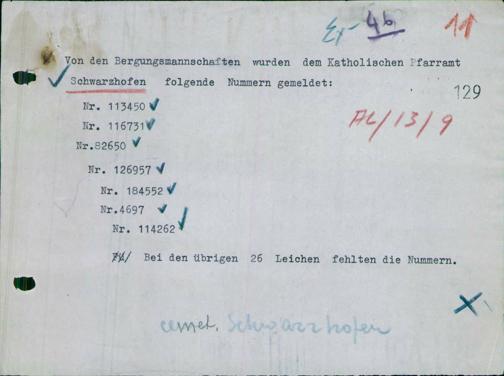 Ex- 46 11
Von den Bergungsmannschaften wurden dem Katholischen Pfarramt
Schwarzhofen folgende Nummern gemeldet:
129
Nr. 113450
AL/13/9
Nr. 116731
Nr.82650
Nr. 126957
Nr. 184552
Nr.4697
Nr. 114262
Bei den übrigen 26 Leichen fehlten die Nummern.
cemet. Schwarzhofen